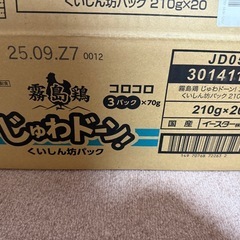 くいしん坊パック 210g×20
25.09.Z7 0012
霧島鶏
コロコロ
3パック ×70g
じゅわドーン!
くいしん坊パック
JD05
301411
霧島鶏 じゅわドーン!
くいしん坊パック 210
210g×20
国産 イースター